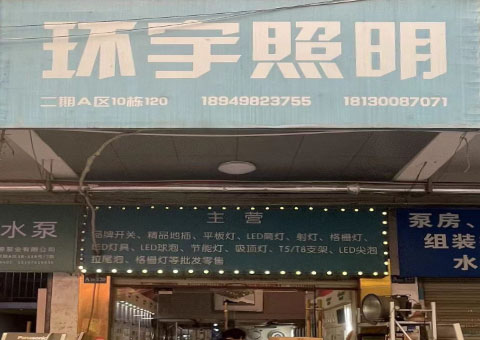 环宇照明
二期A区10栋120 18949823755 18130087071
主营
品牌开关、精品地插、平板灯、LED筒灯、射灯、格栅灯、
LED灯具、LED球泡、节能灯、吸顶灯、T5/T8支架、LED尖泡
拉尾泡、格栅灯等批发零售
水泵
泵房、
组装
水